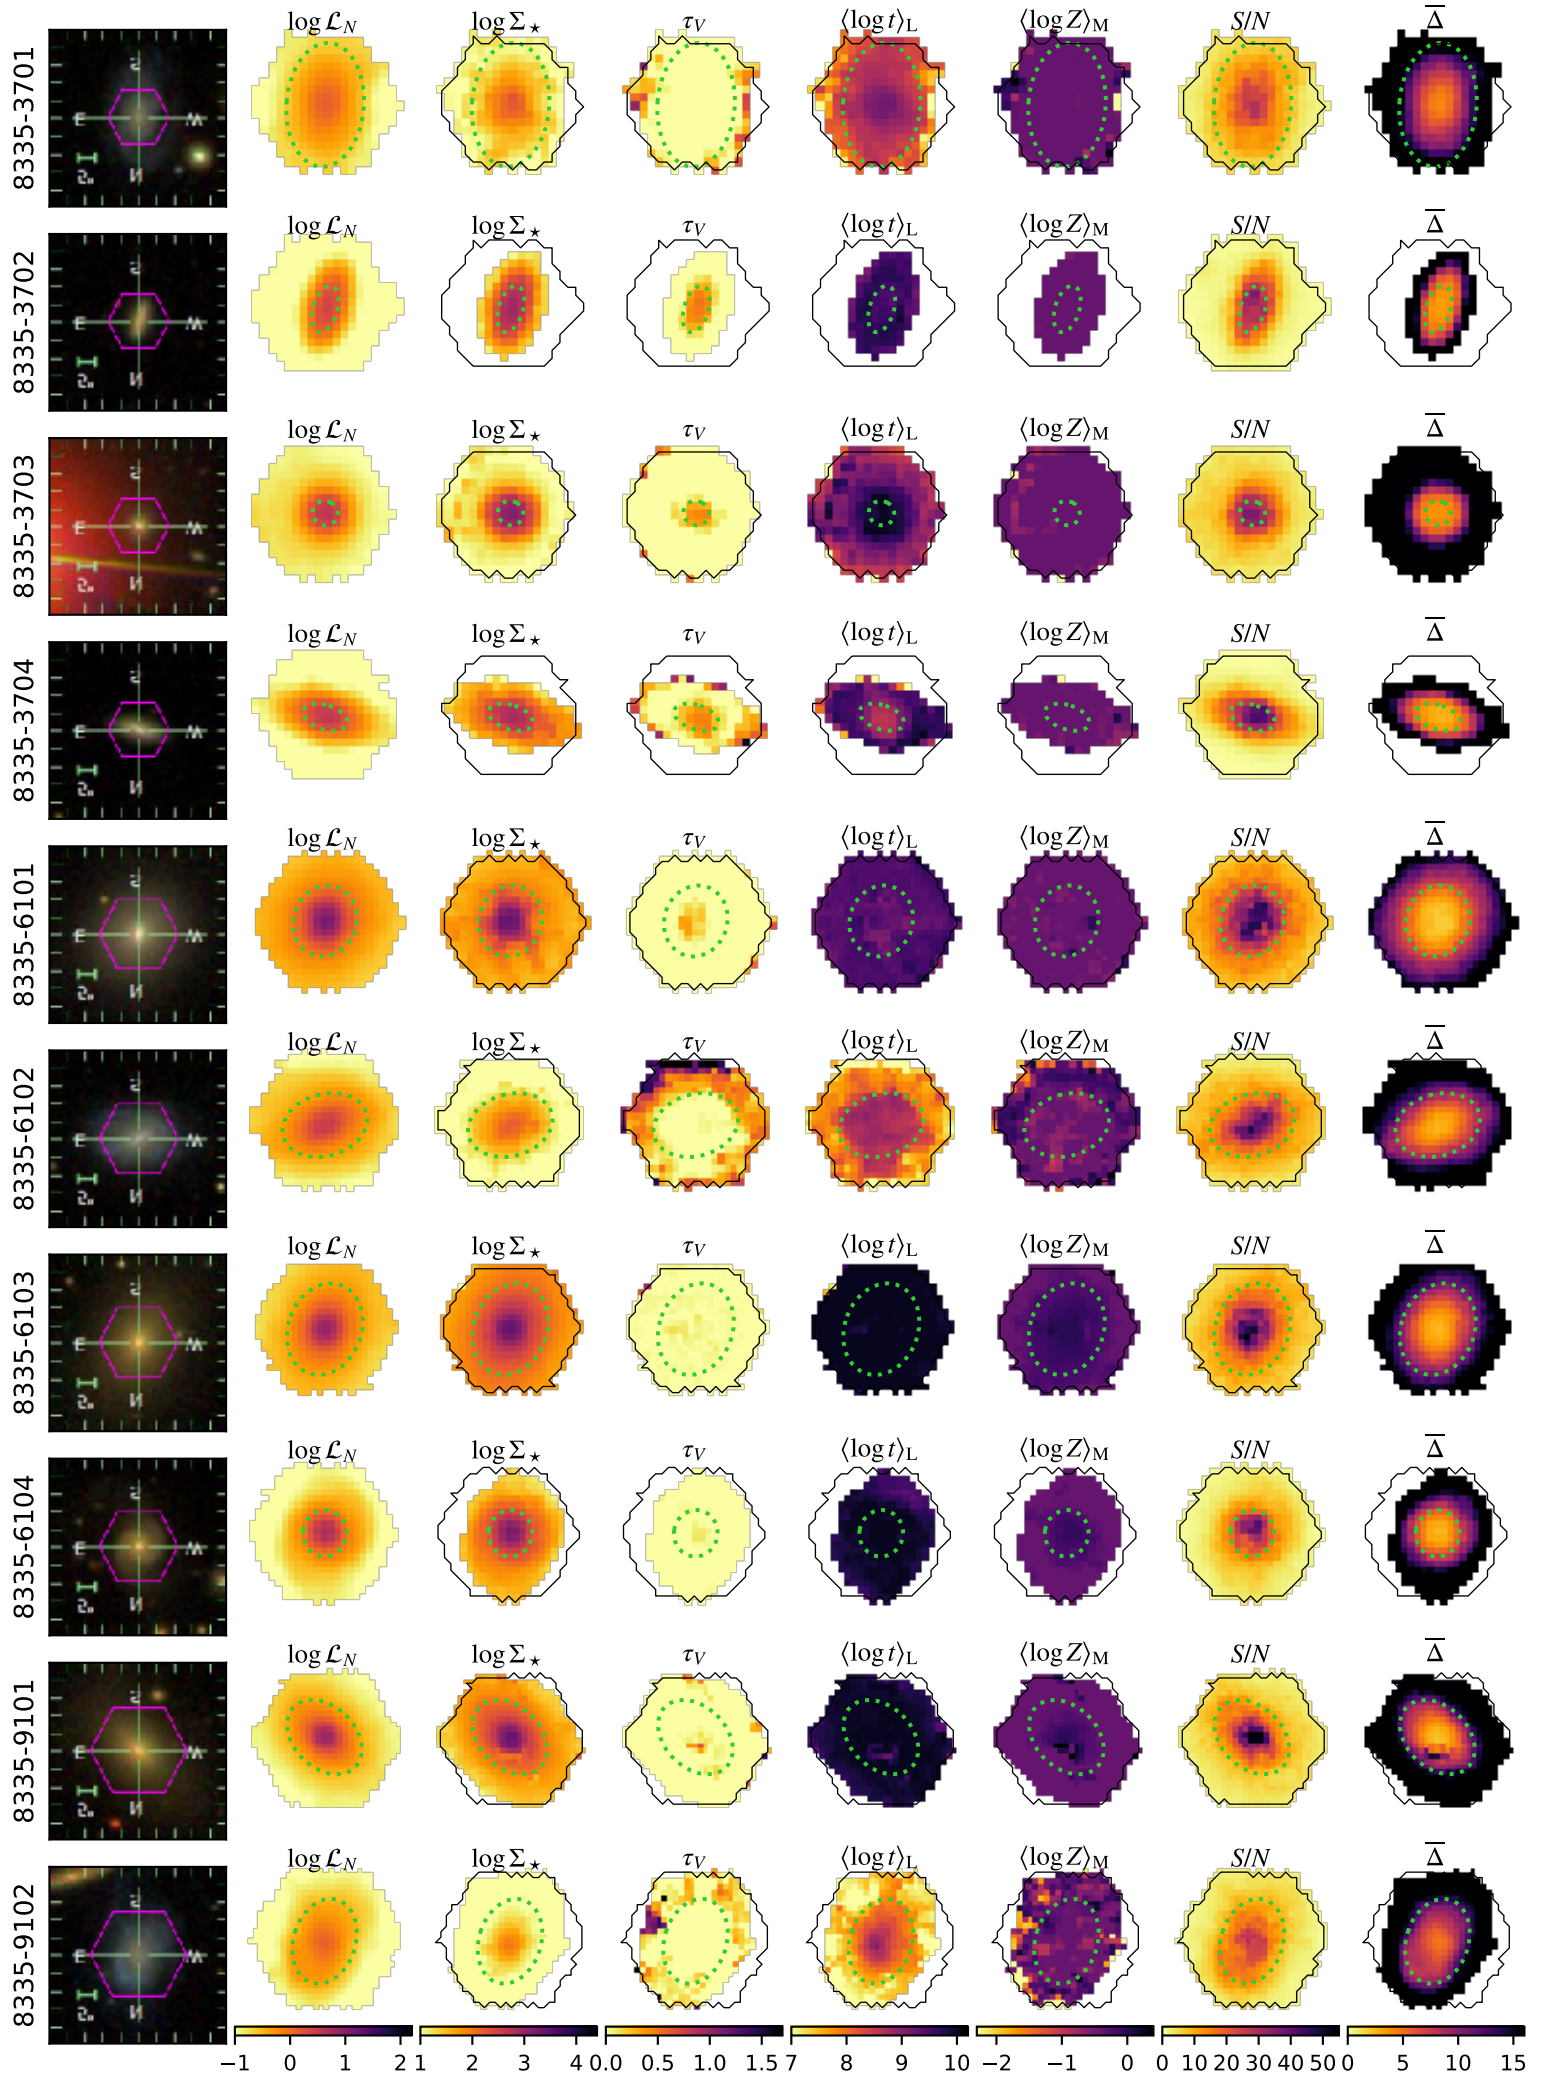 8335-3701 log 𝓛_N log Σ⋆ τ_V ⟨log t⟩_L ⟨log Z⟩_M S/N Δ̅
8335-3702 log 𝓛_N log Σ⋆ τ_V ⟨log t⟩_L ⟨log Z⟩_M S/N Δ̅
8335-3703 log 𝓛_N log Σ⋆ τ_V ⟨log t⟩_L ⟨log Z⟩_M S/N Δ̅
8335-3704 log 𝓛_N log Σ⋆ τ_V ⟨log t⟩_L ⟨log Z⟩_M S/N Δ̅
8335-6101 log 𝓛_N log Σ⋆ τ_V ⟨log t⟩_L ⟨log Z⟩_M S/N Δ̅
8335-6102 log 𝓛_N log Σ⋆ τ_V ⟨log t⟩_L ⟨log Z⟩_M S/N Δ̅
8335-6103 log 𝓛_N log Σ⋆ τ_V ⟨log t⟩_L ⟨log Z⟩_M S/N Δ̅
8335-6104 log 𝓛_N log Σ⋆ τ_V ⟨log t⟩_L ⟨log Z⟩_M S/N Δ̅
8335-9101 log 𝓛_N log Σ⋆ τ_V ⟨log t⟩_L ⟨log Z⟩_M S/N Δ̅
8335-9102 log 𝓛_N log Σ⋆ τ_V ⟨log t⟩_L ⟨log Z⟩_M S/N Δ̅
−1 0 1 2 1 2 3 4 0.0 0.5 1.0 1.5 7 8 9 10 −2 −1 0 0 10 20 30 40 50 0 5 10 15